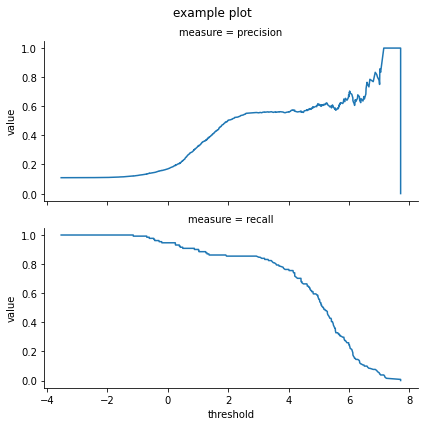 example plot
measure = precision
1.0
0.8
0.6
0.4
0.2
0.0
value
measure = recall
1.0
0.8
0.6
0.4
0.2
0.0
value
−4 −2 0 2 4 6 8
threshold